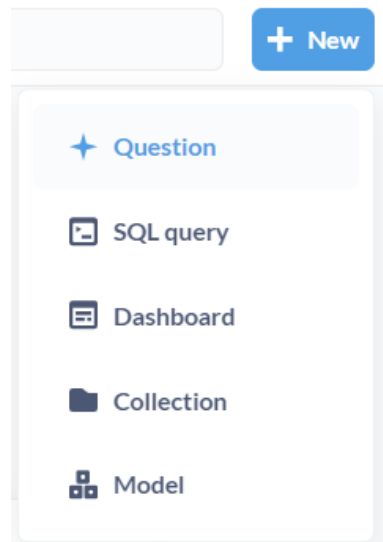 New
Question
SQL query
Dashboard
Collection
Model